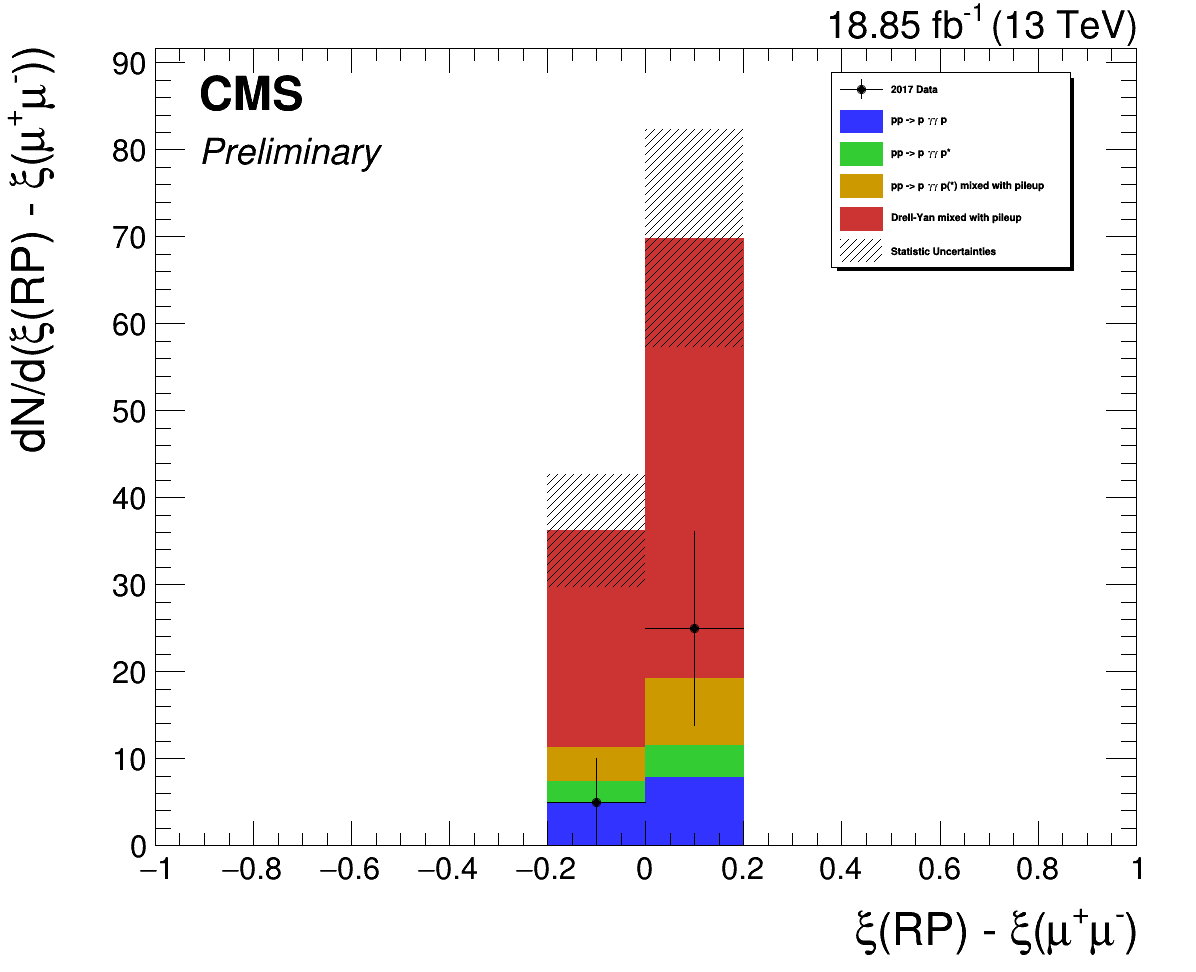 18.85 fb⁻¹ (13 TeV)
dN/d(ξ(RP) - ξ(μ⁺μ⁻))
CMS
Preliminary
2017 Data
pp -> p γγ p
pp -> p γγ p*
pp -> p γγ p(*) mixed with pileup
Drell-Yan mixed with pileup
Statistic Uncertainties
90
80
70
60
50
40
30
20
10
0
−1 −0.8 −0.6 −0.4 −0.2 0 0.2 0.4 0.6 0.8 1
ξ(RP) - ξ(μ⁺μ⁻)